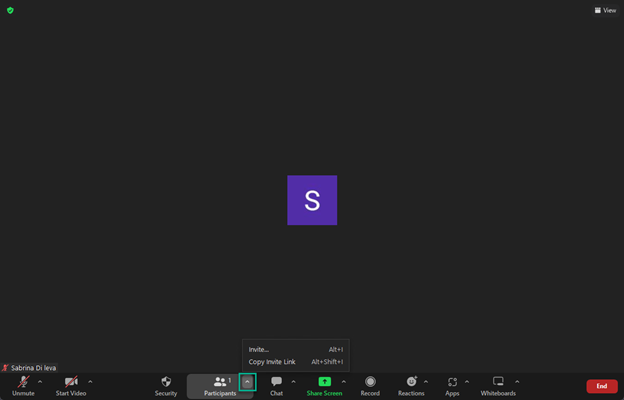 View
S
Sabrina Di Ieva
Invite... Alt+I
Copy Invite Link Alt+Shift+I
1
Unmute Start Video Security Participants Chat Share Screen Record Reactions Apps Whiteboards End